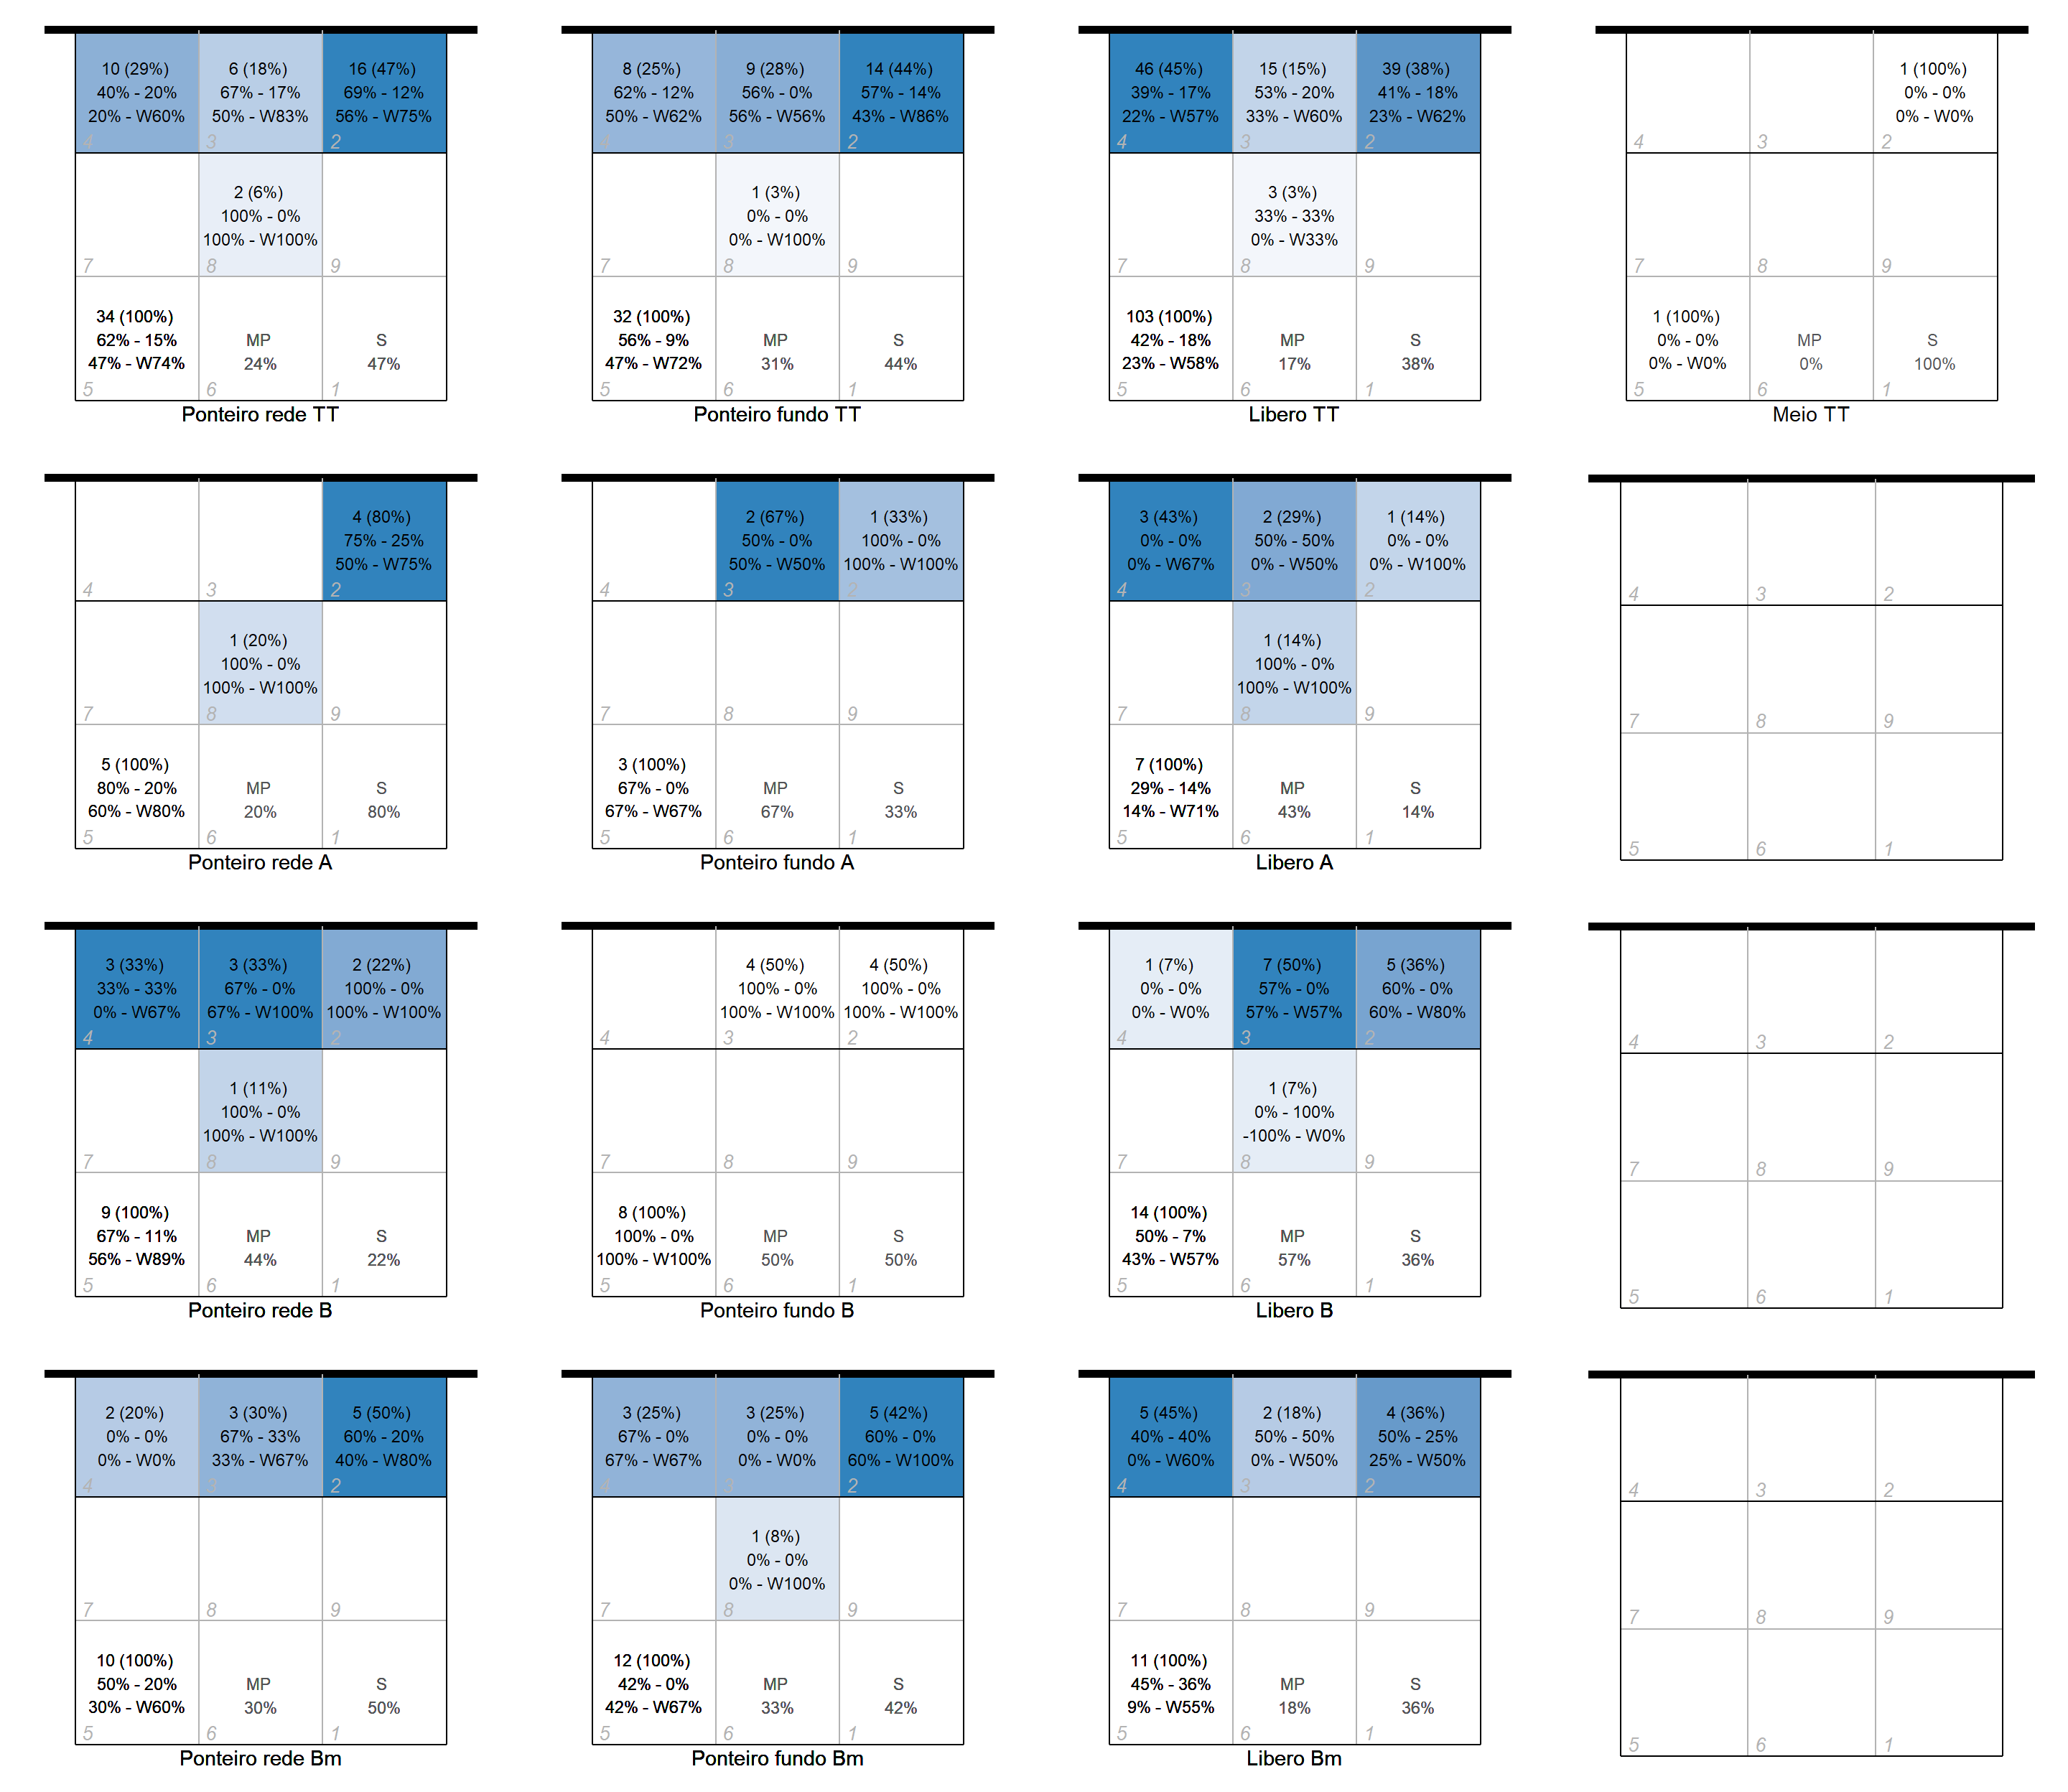 10 (29%)
40% - 20%
20% - W60%
4
6 (18%)
67% - 17%
50% - W83%
3
16 (47%)
69% - 12%
56% - W75%
2
7
2 (6%)
100% - 0%
100% - W100%
8
9
34 (100%)
62% - 15%
47% - W74%
5
MP
24%
6
S
47%
1
Ponteiro rede TT
8 (25%)
62% - 12%
50% - W62%
4
9 (28%)
56% - 0%
56% - W56%
3
14 (44%)
57% - 14%
43% - W86%
2
7
1 (3%)
0% - 0%
0% - W100%
8
9
32 (100%)
56% - 9%
47% - W72%
5
MP
31%
6
S
44%
1
Ponteiro fundo TT
46 (45%)
39% - 17%
22% - W57%
4
15 (15%)
53% - 20%
33% - W60%
3
39 (38%)
41% - 18%
23% - W62%
2
7
3 (3%)
33% - 33%
0% - W33%
8
9
103 (100%)
42% - 18%
23% - W58%
5
MP
17%
6
S
38%
1
Libero TT
4
3
1 (100%)
0% - 0%
0% - W0%
2
7
8
9
1 (100%)
0% - 0%
0% - W0%
5
MP
0%
6
S
100%
1
Meio TT
4
3
4 (80%)
75% - 25%
50% - W75%
2
7
1 (20%)
100% - 0%
100% - W100%
8
9
5 (100%)
80% - 20%
60% - W80%
5
MP
20%
6
S
80%
1
Ponteiro rede A
4
2 (67%)
50% - 0%
50% - W50%
3
1 (33%)
100% - 0%
100% - W100%
2
7
8
9
3 (100%)
67% - 0%
67% - W67%
5
MP
67%
6
S
33%
1
Ponteiro fundo A
3 (43%)
0% - 0%
0% - W67%
4
2 (29%)
50% - 50%
0% - W50%
3
1 (14%)
0% - 0%
0% - W100%
2
7
1 (14%)
100% - 0%
100% - W100%
8
9
7 (100%)
29% - 14%
14% - W71%
5
MP
43%
6
S
14%
1
Libero A
4
3
2
7
8
9
5
6
1
3 (33%)
33% - 33%
0% - W67%
4
3 (33%)
67% - 0%
67% - W100%
3
2 (22%)
100% - 0%
100% - W100%
2
7
1 (11%)
100% - 0%
100% - W100%
8
9
9 (100%)
67% - 11%
56% - W89%
5
MP
44%
6
S
22%
1
Ponteiro rede B
4
4 (50%)
100% - 0%
100% - W100%
3
4 (50%)
100% - 0%
100% - W100%
2
7
8
9
8 (100%)
100% - 0%
100% - W100%
5
MP
50%
6
S
50%
1
Ponteiro fundo B
1 (7%)
0% - 0%
0% - W0%
4
7 (50%)
57% - 0%
57% - W57%
3
5 (36%)
60% - 0%
60% - W80%
2
7
1 (7%)
0% - 100%
-100% - W0%
8
9
14 (100%)
50% - 7%
43% - W57%
5
MP
57%
6
S
36%
1
Libero B
4
3
2
7
8
9
5
6
1
2 (20%)
0% - 0%
0% - W0%
4
3 (30%)
67% - 33%
33% - W67%
3
5 (50%)
60% - 20%
40% - W80%
2
7
8
9
10 (100%)
50% - 20%
30% - W60%
5
MP
30%
6
S
50%
1
Ponteiro rede Bm
3 (25%)
67% - 0%
67% - W67%
4
3 (25%)
0% - 0%
0% - W0%
3
5 (42%)
60% - 0%
60% - W100%
2
7
1 (8%)
0% - 0%
0% - W100%
8
9
12 (100%)
42% - 0%
42% - W67%
5
MP
33%
6
S
42%
1
Ponteiro fundo Bm
5 (45%)
40% - 40%
0% - W60%
4
2 (18%)
50% - 50%
0% - W50%
3
4 (36%)
50% - 25%
25% - W50%
2
7
8
9
11 (100%)
45% - 36%
9% - W55%
5
MP
18%
6
S
36%
1
Libero Bm
4
3
2
7
8
9
5
6
1